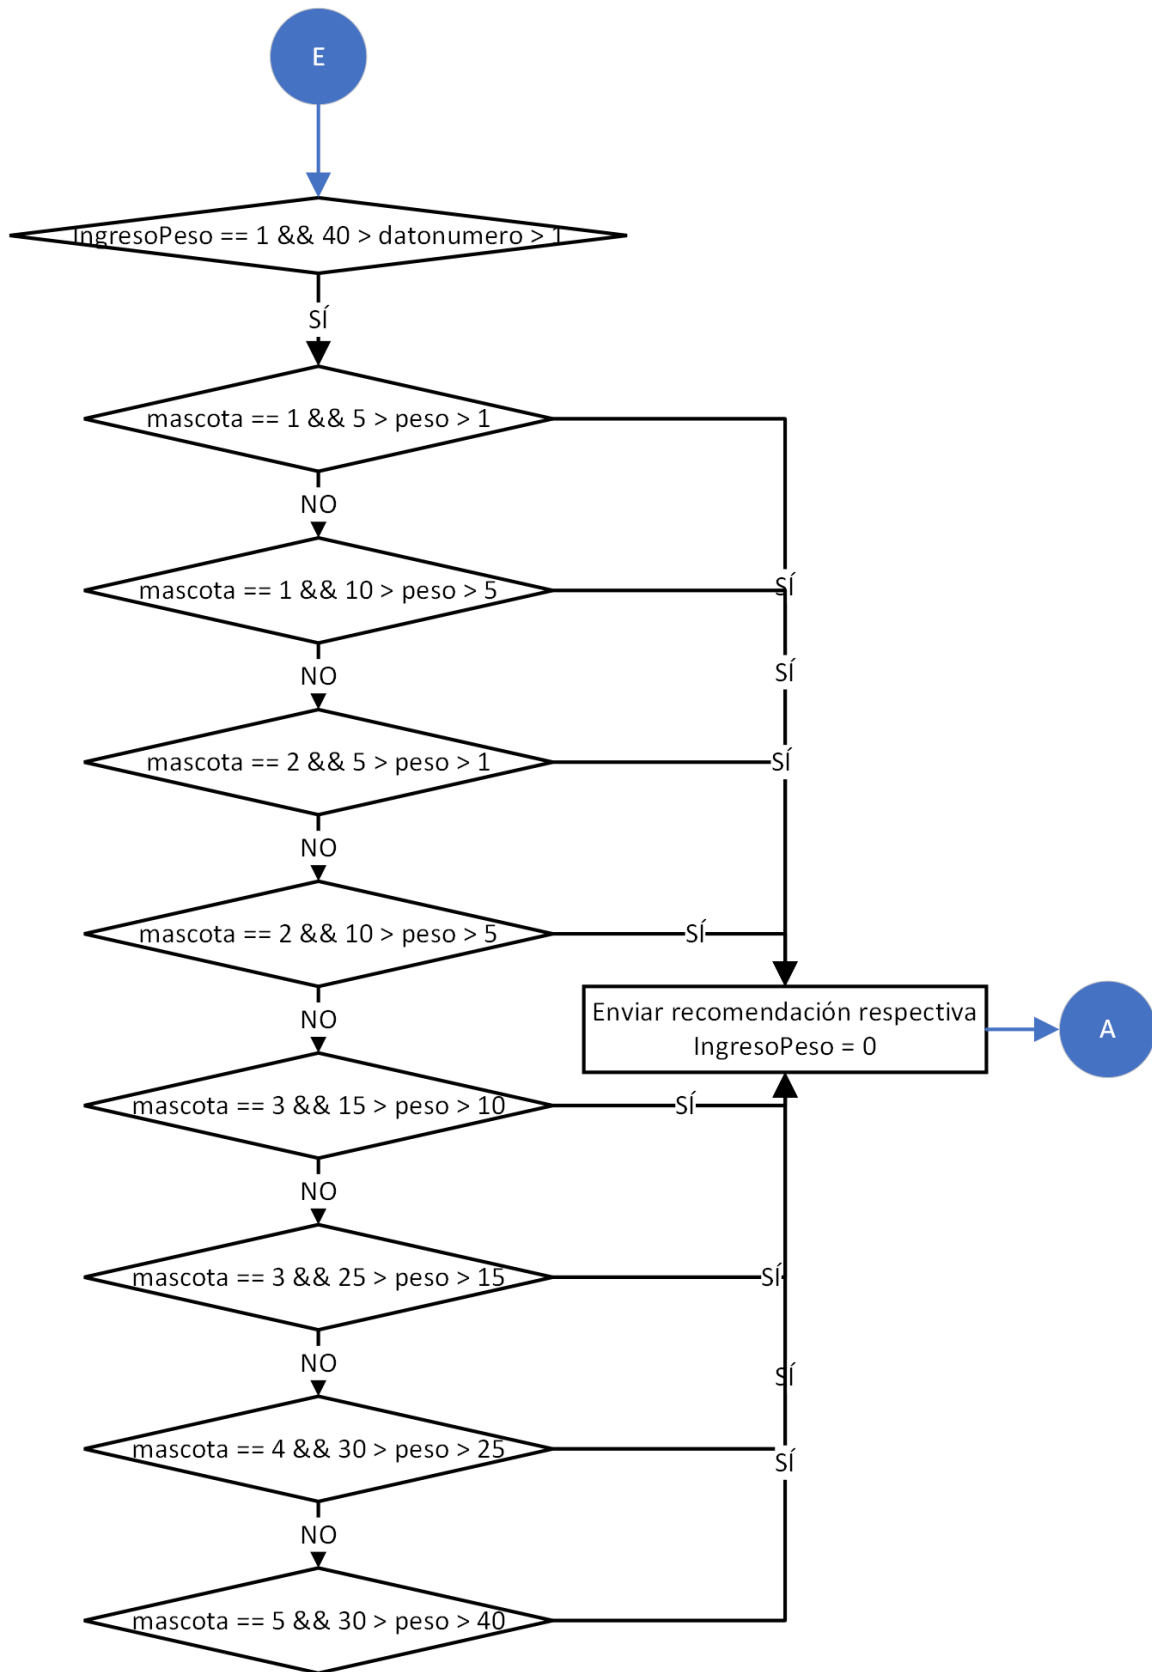 E
IngresoPeso == 1 && 40 > datonumero > 1
SÍ
mascota == 1 && 5 > peso > 1
NO
mascota == 1 && 10 > peso > 5
SÍ
NO
SÍ
mascota == 2 && 5 > peso > 1
SÍ
NO
mascota == 2 && 10 > peso > 5
SÍ
NO
Enviar recomendación respectiva
IngresoPeso = 0
A
mascota == 3 && 15 > peso > 10
SÍ
NO
mascota == 3 && 25 > peso > 15
SÍ
NO
SÍ
mascota == 4 && 30 > peso > 25
SÍ
NO
mascota == 5 && 30 > peso > 40